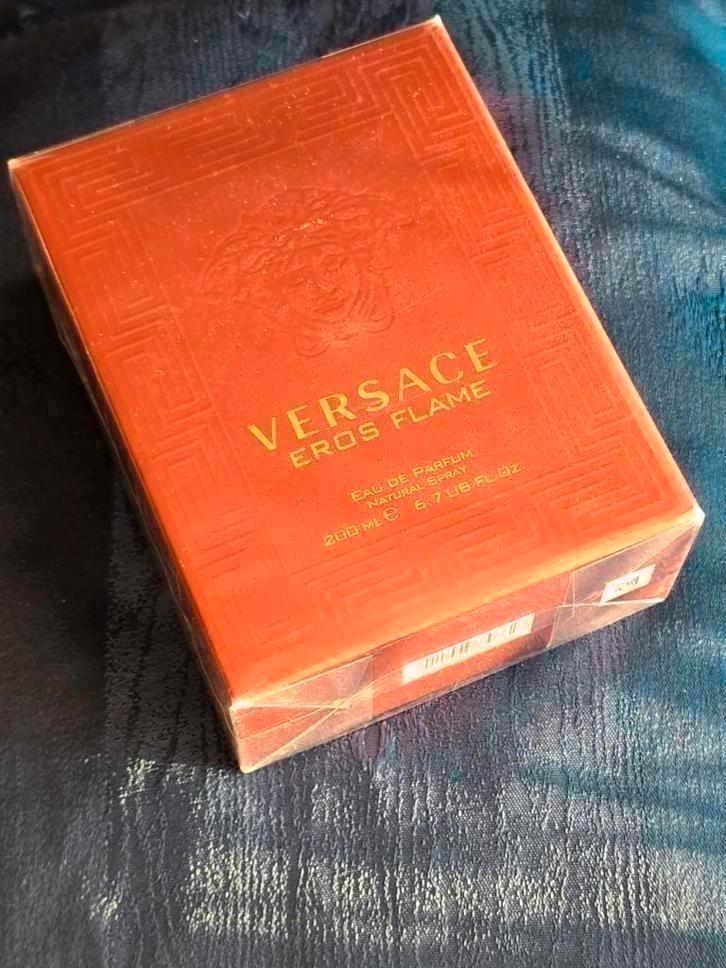 VERSACE
EROS FLAME
EAU DE PARFUM
NATURAL SPRAY
200 ML ℮ 6.7 US FL.OZ.